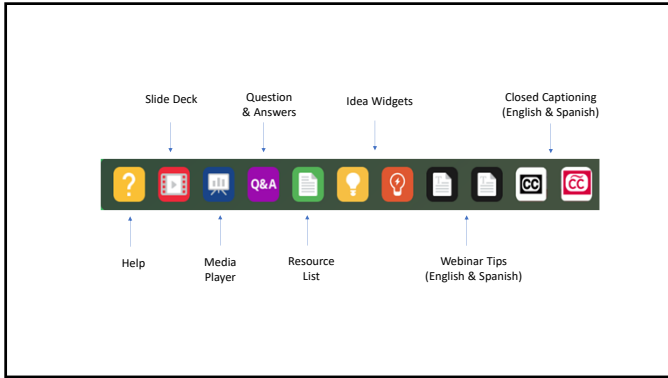 Slide Deck
Question
& Answers
Idea Widgets
Closed Captioning
(English & Spanish)
?
Q&A
CC
C̃C
Help
Media
Player
Resource
List
Webinar Tips
(English & Spanish)